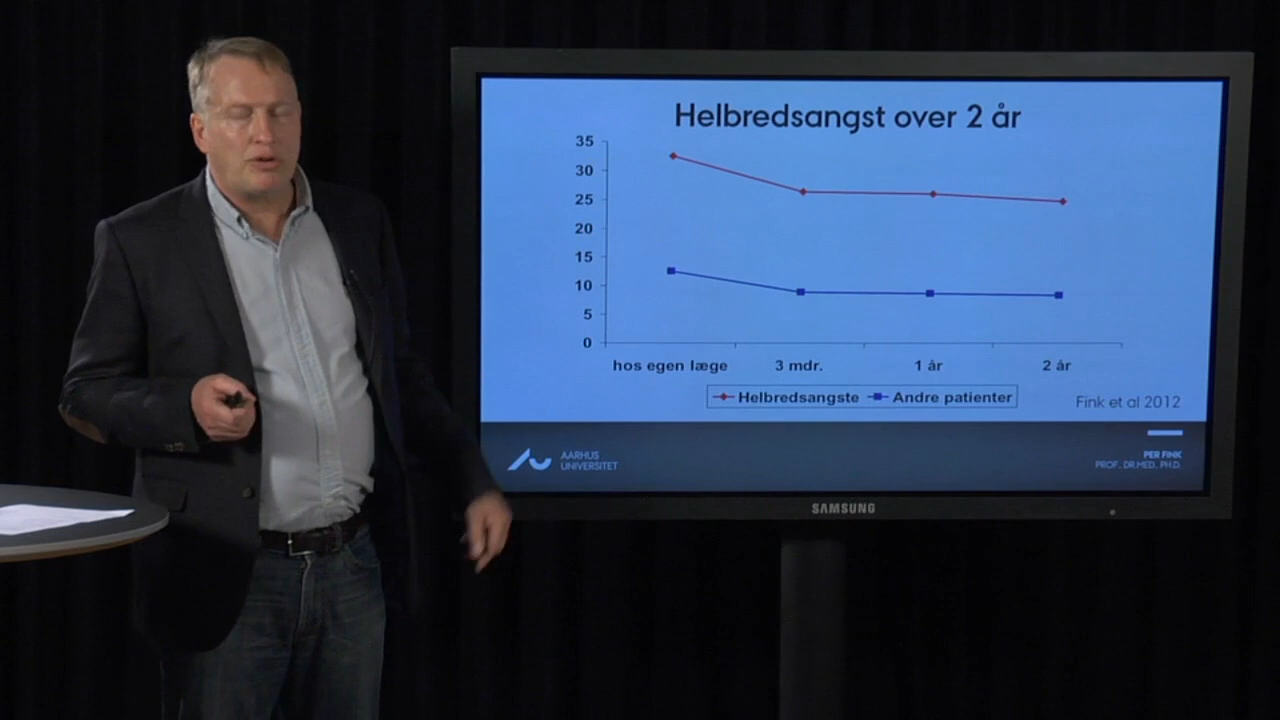 Helbredsangst over 2 år
35
30
25
20
15
10
5
0
hos egen læge 3 mdr. 1 år 2 år
Helbredsangste Andre patienter
Fink et al 2012
AARHUS
UNIVERSITET
PER FINK
PROF., DR.MED., PH.D.
SAMSUNG